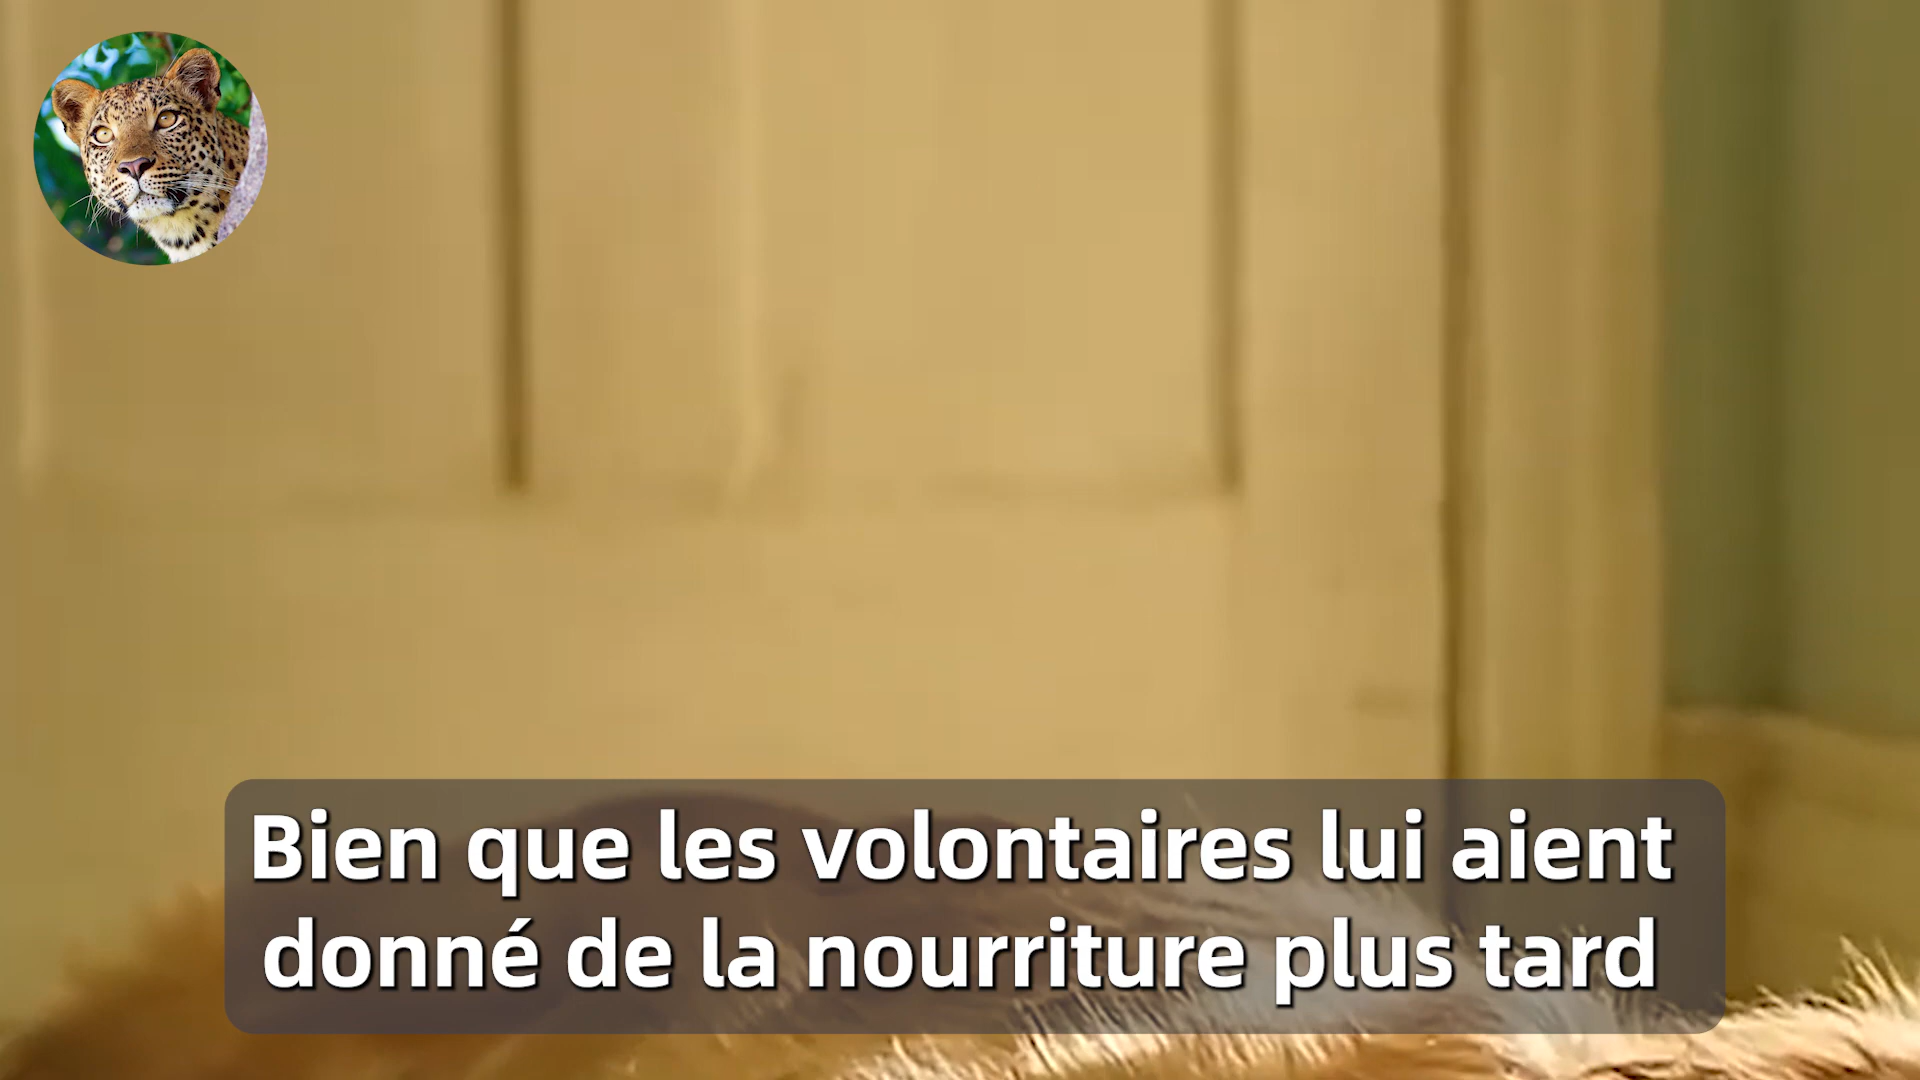 Bien que les volontaires lui aient
donné de la nourriture plus tard